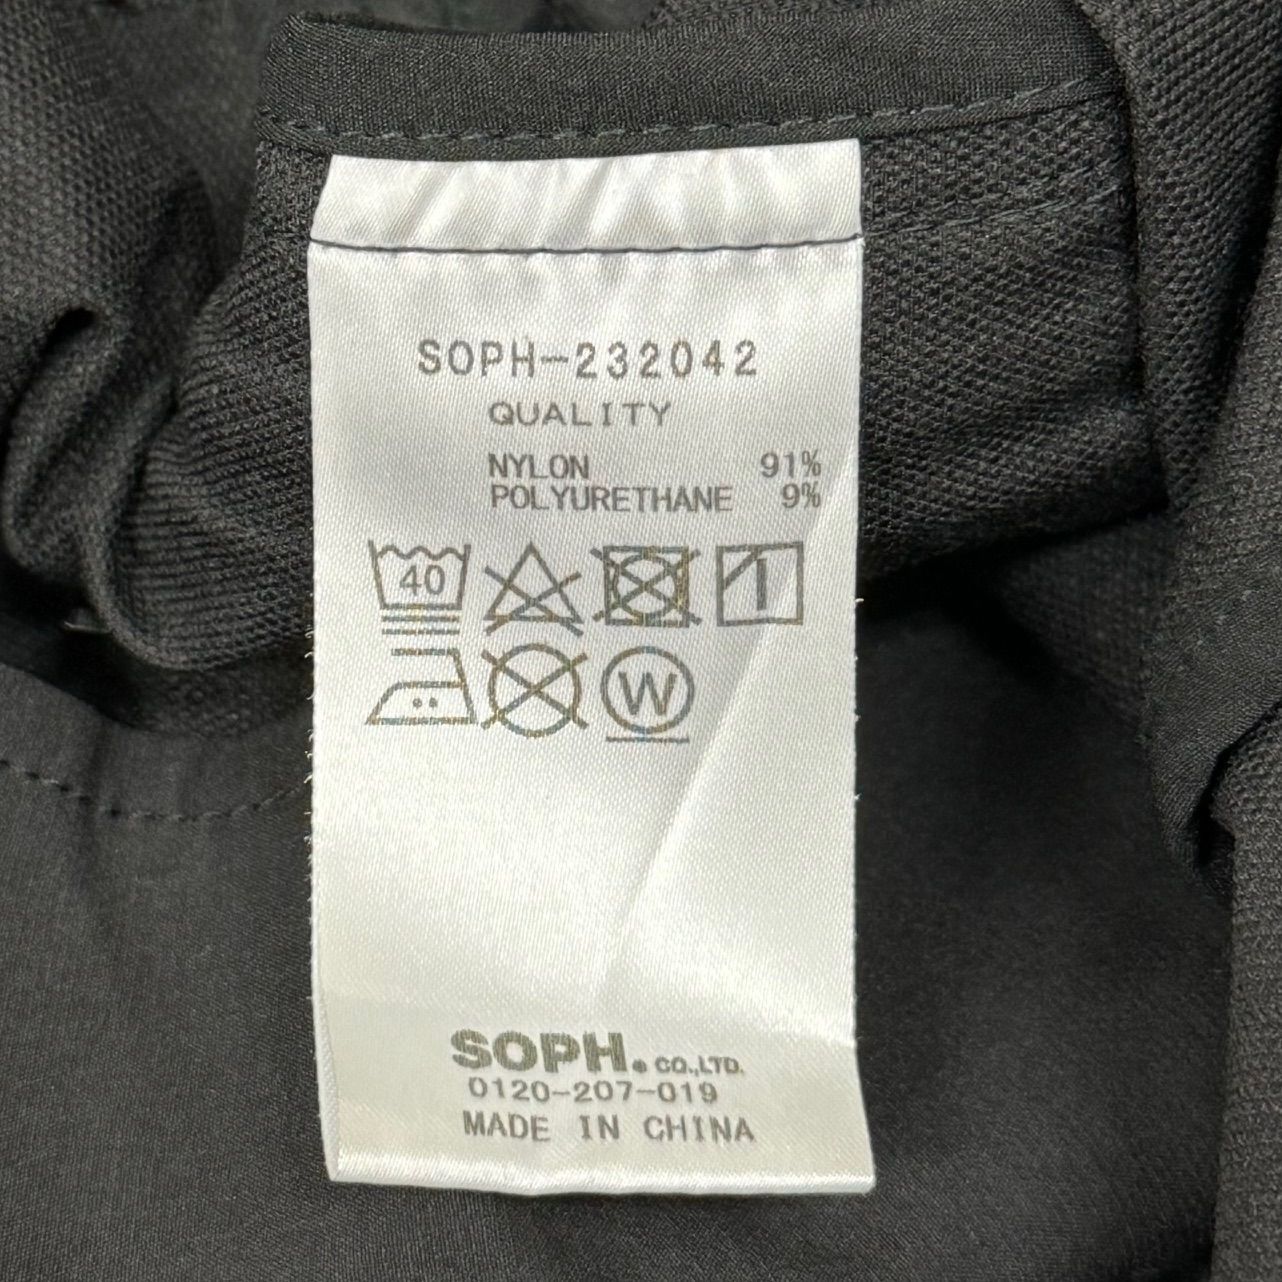 SOPH-232042
QUALITY
NYLON 91%
POLYURETHANE 9%
40
W
SOPH. CO.,LTD.
0120-207-019
MADE IN CHINA